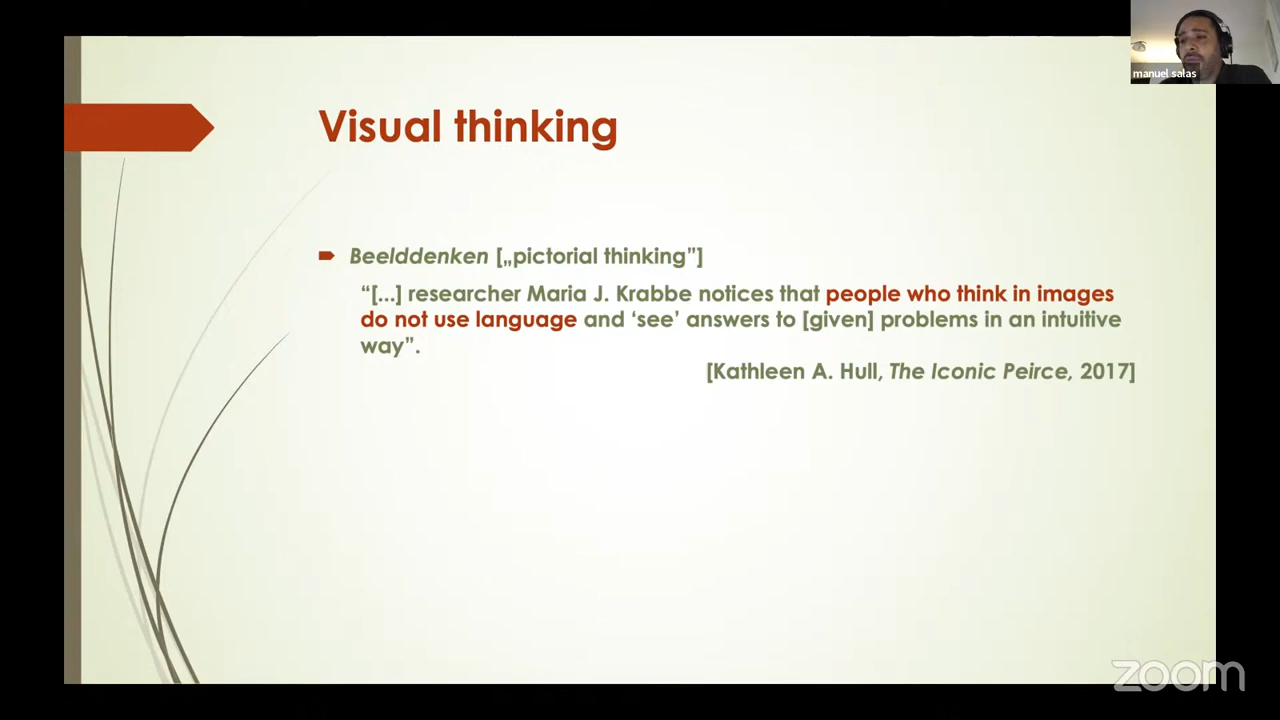 manuel salas
Visual thinking
Beelddenken [„pictorial thinking”]
“[...] researcher Maria J. Krabbe notices that people who think in images
do not use language and ‘see’ answers to [given] problems in an intuitive
way”.
[Kathleen A. Hull, The Iconic Peirce, 2017]
zoom